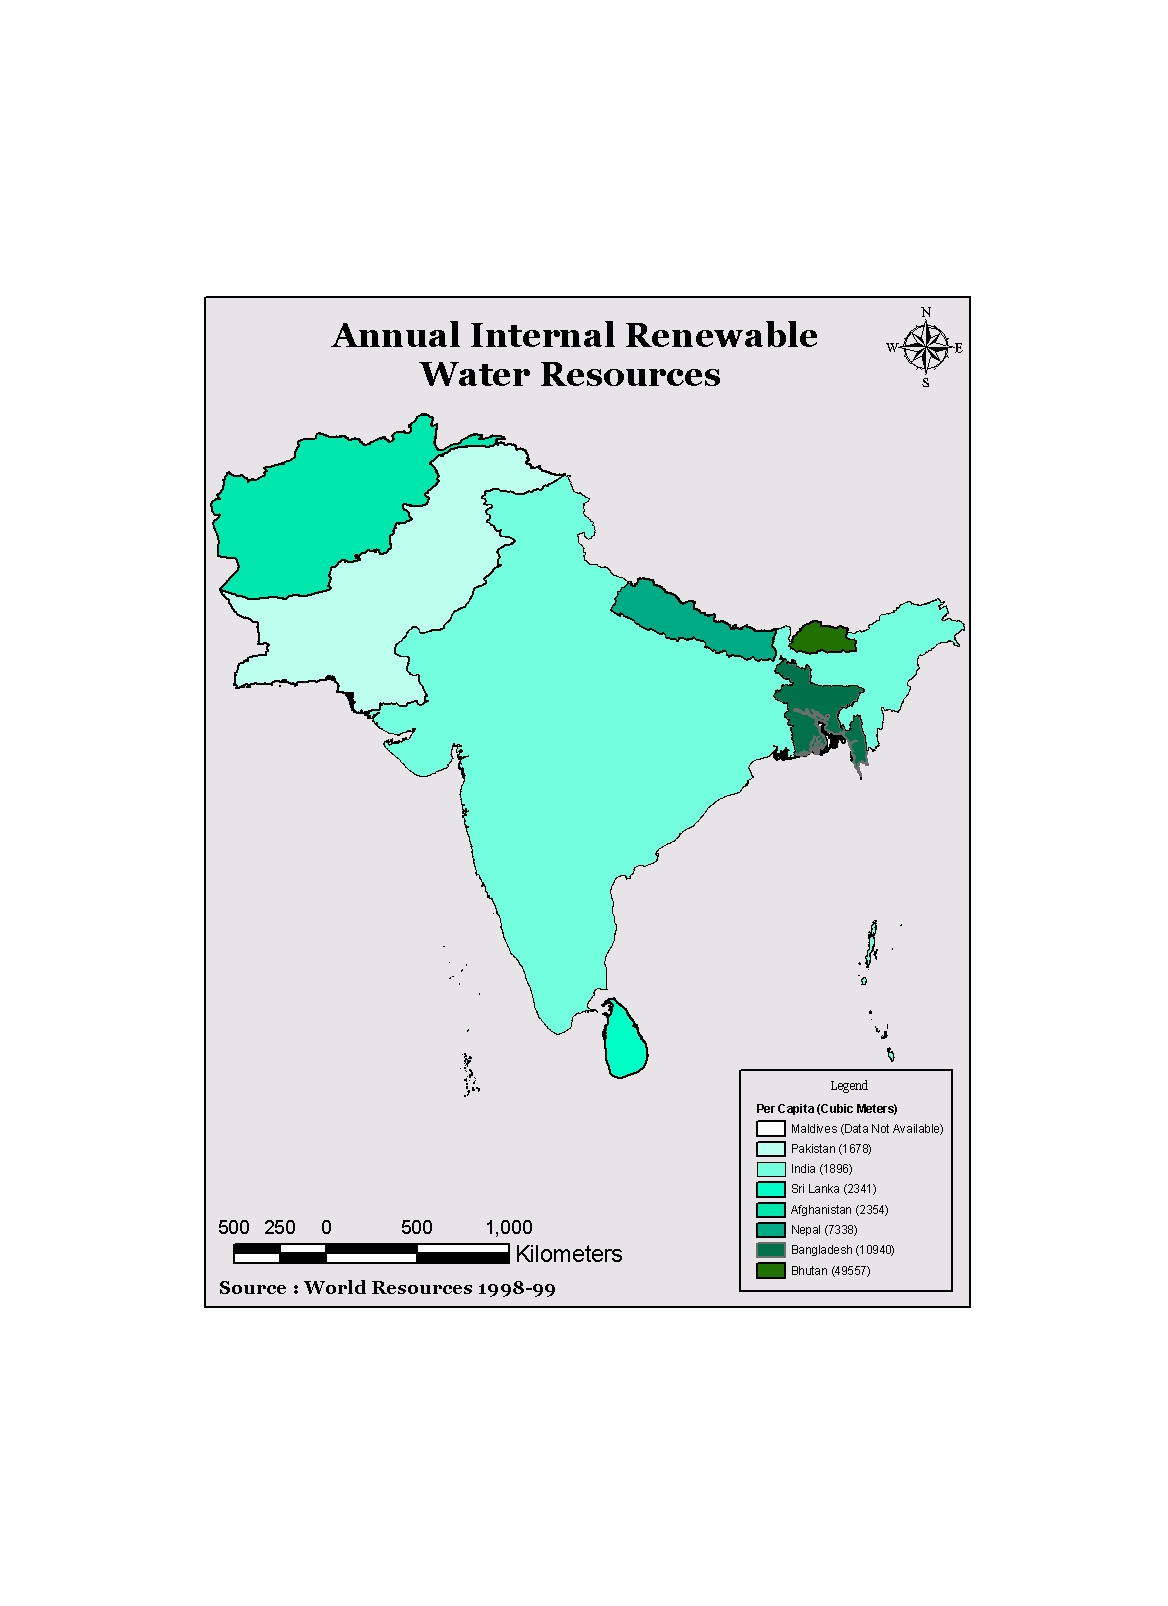 Annual Internal Renewable
Water Resources
N
W E
S
Legend
Per Capita (Cubic Meters)
Maldives (Data Not Available)
Pakistan (1678)
India (1896)
Sri Lanka (2341)
Afghanistan (2354)
Nepal (7338)
Bangladesh (10940)
Bhutan (49557)
500 250 0 500 1,000
Kilometers
Source : World Resources 1998-99